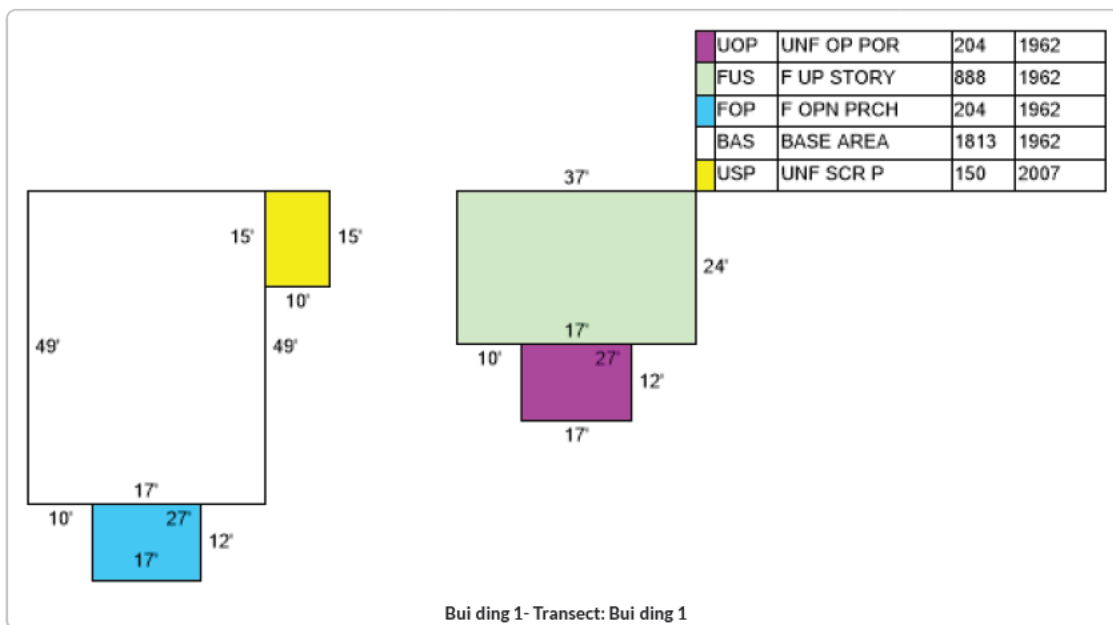 UOP UNF OP POR 204 1962
FUS F UP STORY 888 1962
FOP F OPN PRCH 204 1962
BAS BASE AREA 1813 1962
USP UNF SCR P 150 2007
37'
15' 15'
24'
10'
17'
49' 49'
10' 27'
12'
17'
17'
10' 27'
12'
17'
Bui ding 1- Transect: Bui ding 1